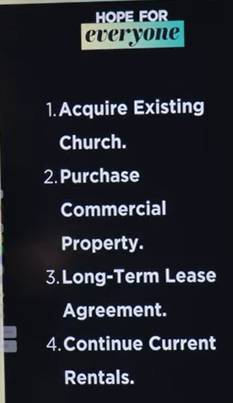 HOPE FOR
everyone
1. Acquire Existing
Church.
2. Purchase
Commercial
Property.
3. Long-Term Lease
Agreement.
4. Continue Current
Rentals.